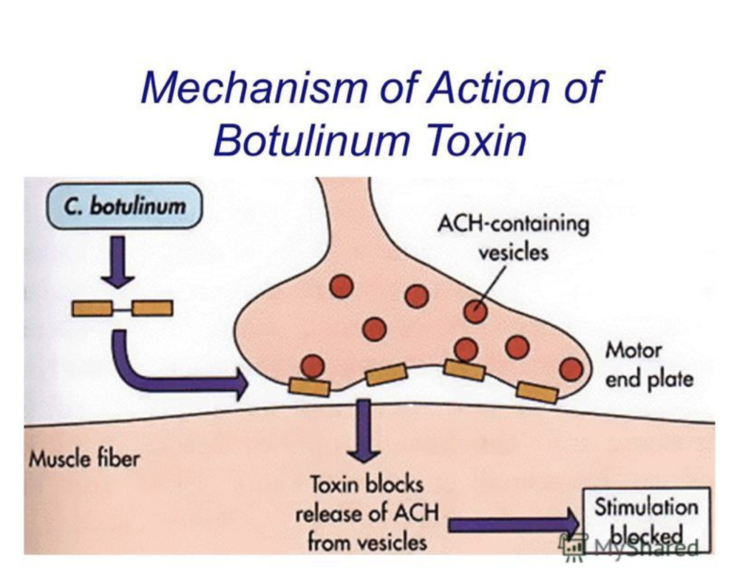 Mechanism of Action of
Botulinum Toxin
C. botulinum
ACH-containing
vesicles
Motor
end plate
Muscle fiber
Toxin blocks
release of ACH
from vesicles
Stimulation
blocked
MyShared